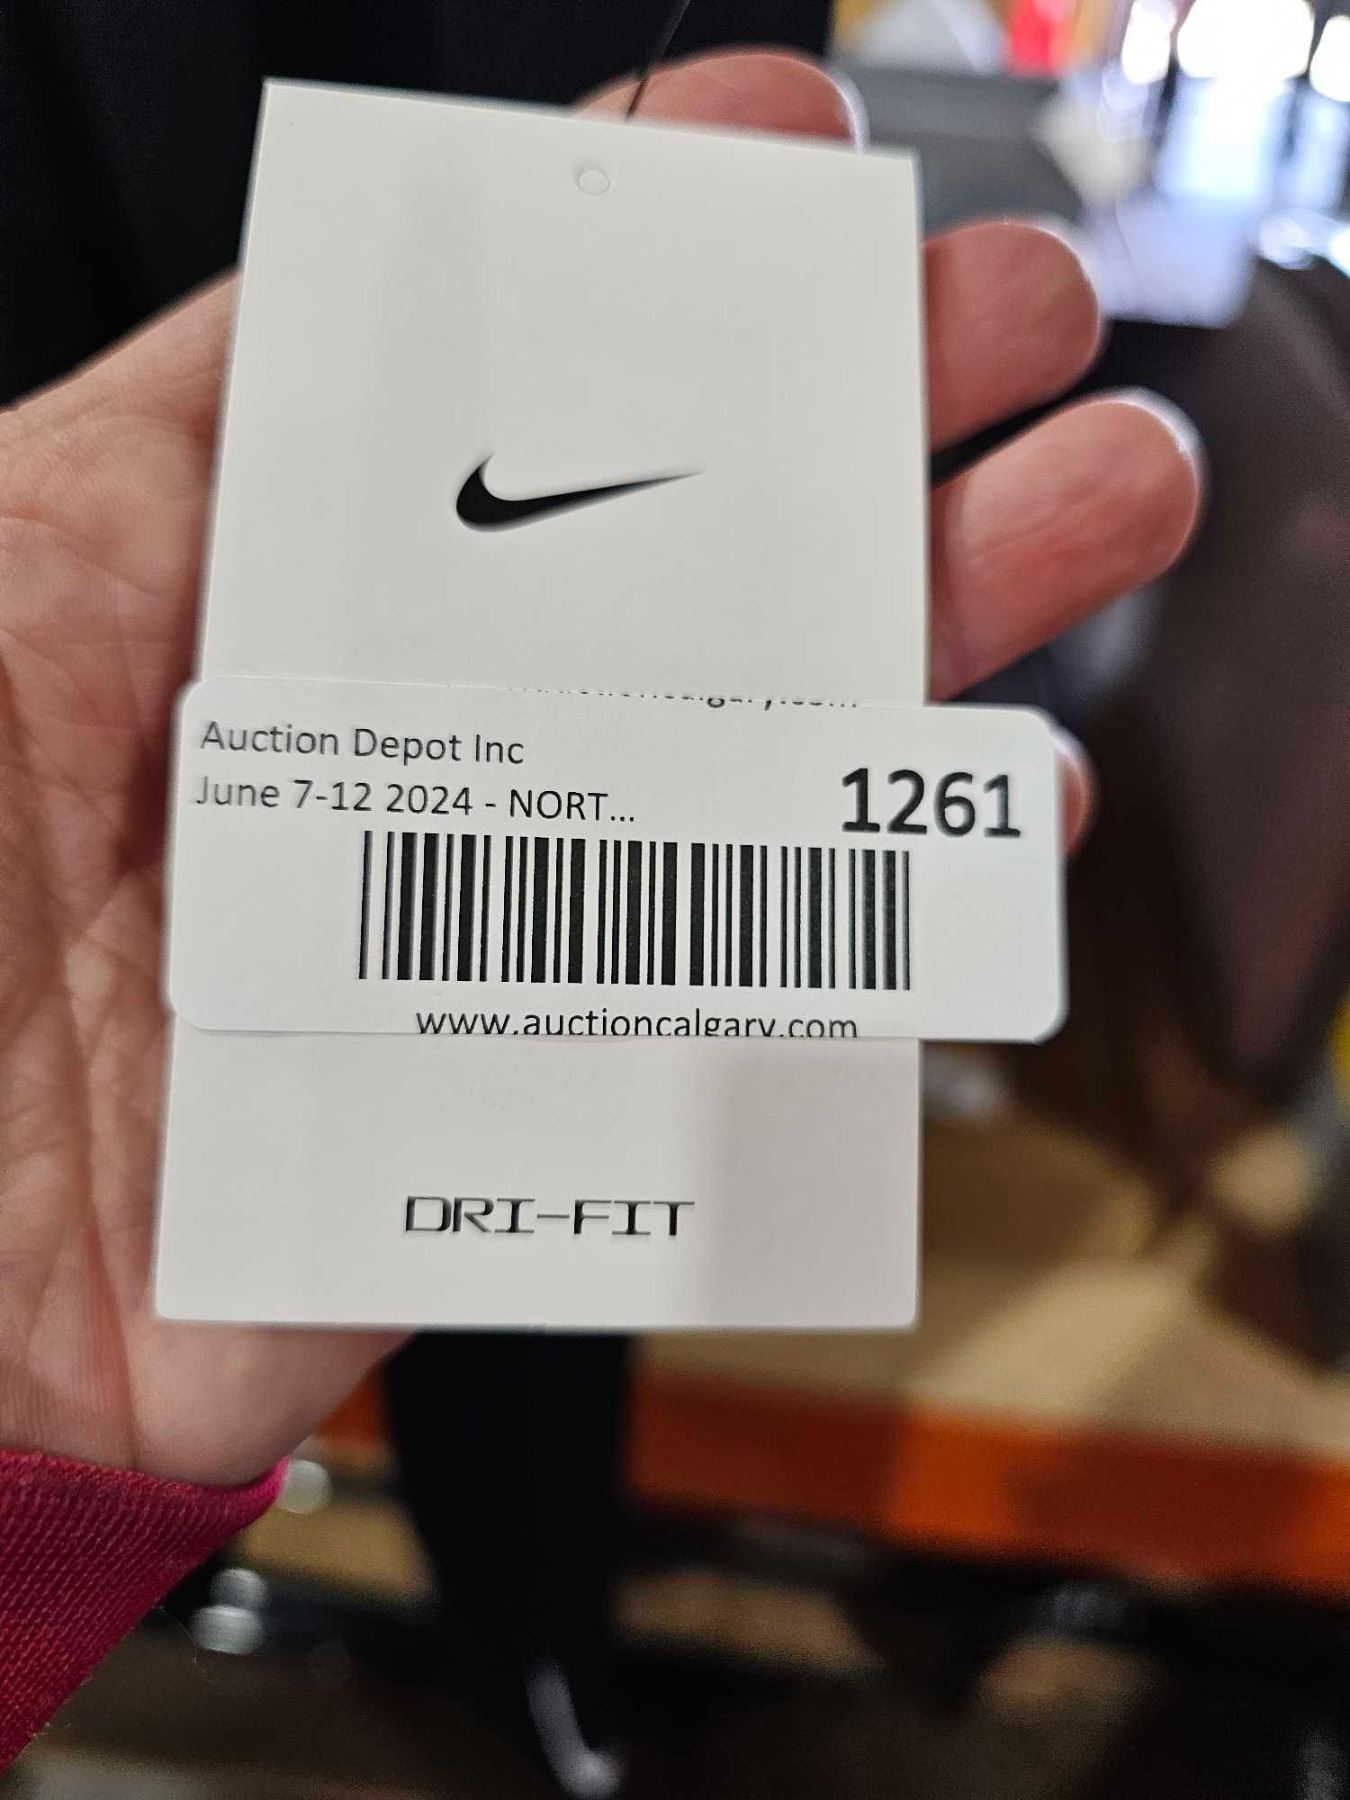 Auction Depot Inc
June 7-12 2024 - NORT...
1261
www.auctioncalgary.com
DRI-FIT